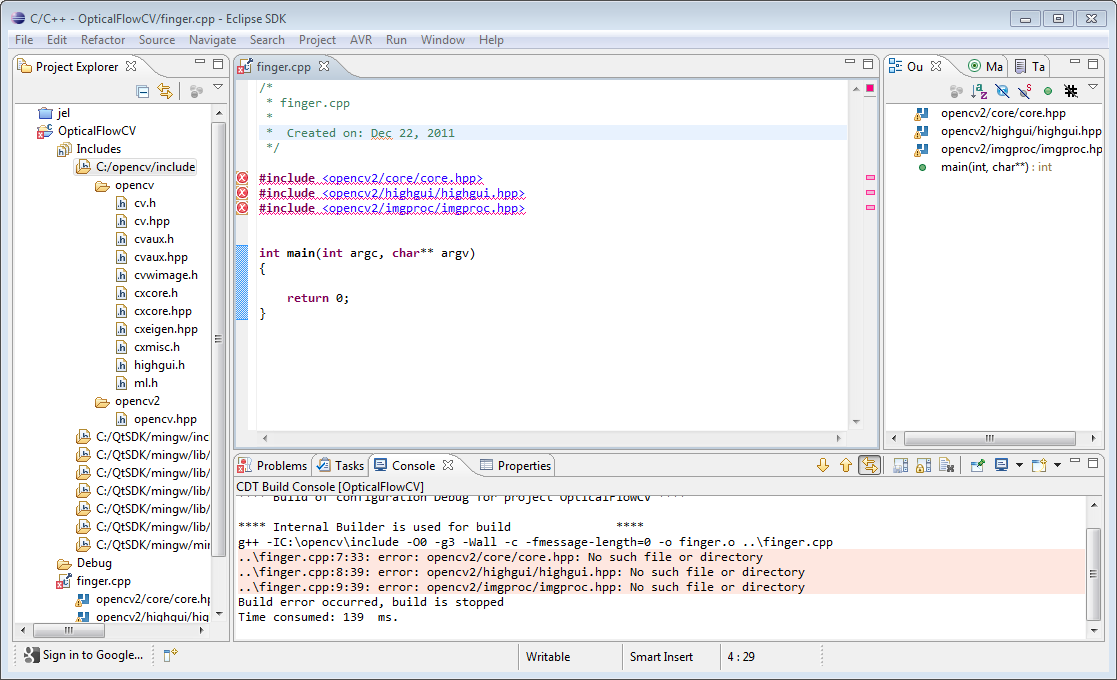 C/C++ - OpticalFlowCV/finger.cpp - Eclipse SDK
File Edit Refactor Source Navigate Search Project AVR Run Window Help
Project Explorer
jel
OpticalFlowCV
Includes
C:/opencv/include
opencv
cv.h
cv.hpp
cvaux.h
cvaux.hpp
cvwimage.h
cxcore.h
cxcore.hpp
cxeigen.hpp
cxmisc.h
highgui.h
ml.h
opencv2
opencv.hpp
C:/QtSDK/mingw/inc
C:/QtSDK/mingw/lib/
C:/QtSDK/mingw/lib/
C:/QtSDK/mingw/lib/
C:/QtSDK/mingw/lib/
C:/QtSDK/mingw/lib/
C:/QtSDK/mingw/mir
Debug
finger.cpp
opencv2/core/core.hp
opencv2/highgui/high
finger.cpp
/*
* finger.cpp
*
* Created on: Dec 22, 2011
*/
#include <opencv2/core/core.hpp>
#include <opencv2/highgui/highgui.hpp>
#include <opencv2/imgproc/imgproc.hpp>
int main(int argc, char** argv)
{
return 0;
}
Ou Ma Ta
opencv2/core/core.hpp
opencv2/highgui/highgui.hpp
opencv2/imgproc/imgproc.hp
main(int, char**) : int
Problems Tasks Console Properties
CDT Build Console [OpticalFlowCV]
**** Build of configuration Debug for project OpticalFlowCV ****
**** Internal Builder is used for build ****
g++ -IC:\opencv\include -O0 -g3 -Wall -c -fmessage-length=0 -o finger.o ..\finger.cpp
..\finger.cpp:7:33: error: opencv2/core/core.hpp: No such file or directory
..\finger.cpp:8:39: error: opencv2/highgui/highgui.hpp: No such file or directory
..\finger.cpp:9:39: error: opencv2/imgproc/imgproc.hpp: No such file or directory
Build error occurred, build is stopped
Time consumed: 139 ms.
Sign in to Google...
Writable
Smart Insert
4 : 29